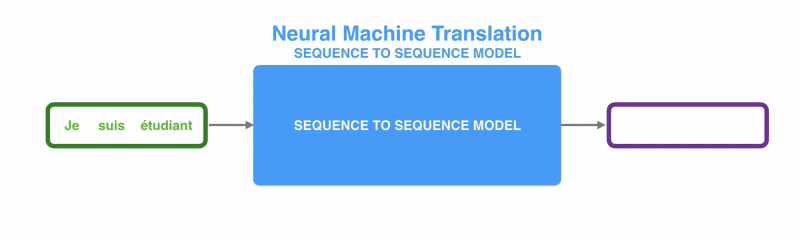 Neural Machine Translation
SEQUENCE TO SEQUENCE MODEL
Je suis étudiant
SEQUENCE TO SEQUENCE MODEL